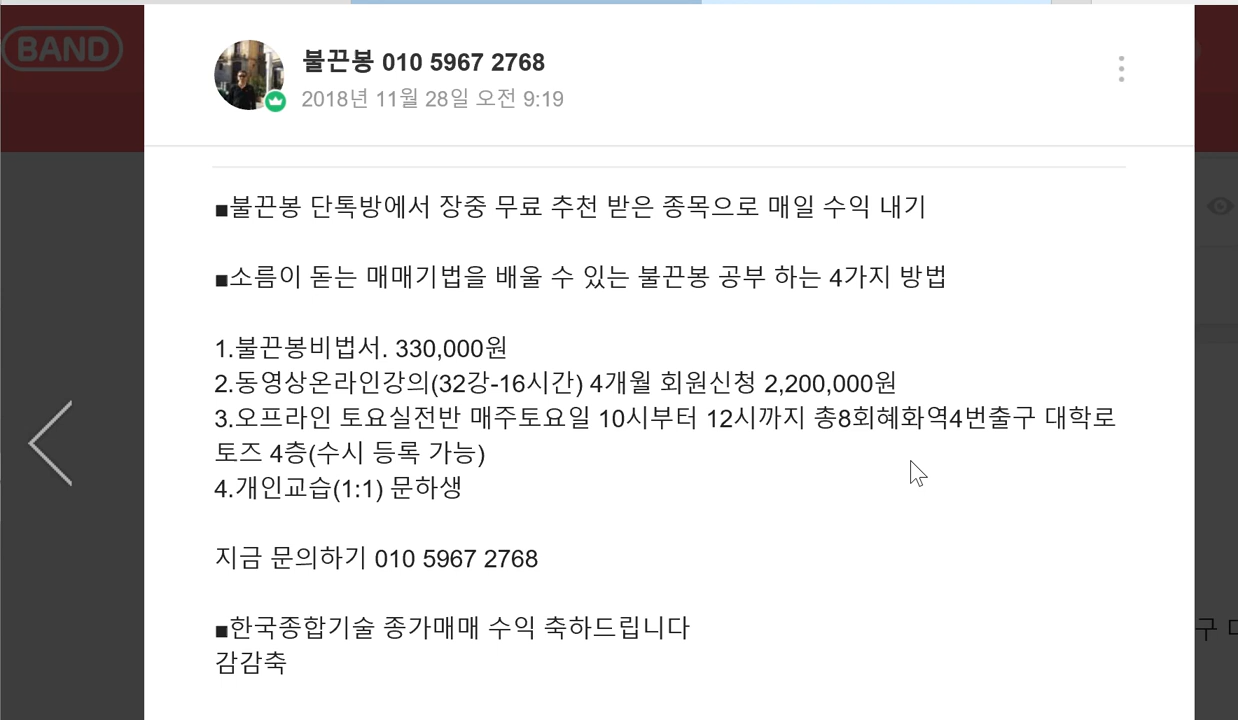 BAND
불끈봉 010 5967 2768
2018년 11월 28일 오전 9:19
■불끈봉 단톡방에서 장중 무료 추천 받은 종목으로 매일 수익 내기
■소름이 돋는 매매기법을 배울 수 있는 불끈봉 공부 하는 4가지 방법
1.불끈봉비법서. 330,000원
2.동영상온라인강의(32강-16시간) 4개월 회원신청 2,200,000원
3.오프라인 토요실전반 매주토요일 10시부터 12시까지 총8회혜화역4번출구 대학로
토즈 4층(수시 등록 가능)
4.개인교습(1:1) 문하생
지금 문의하기 010 5967 2768
■한국종합기술 종가매매 수익 축하드립니다
구
감감축